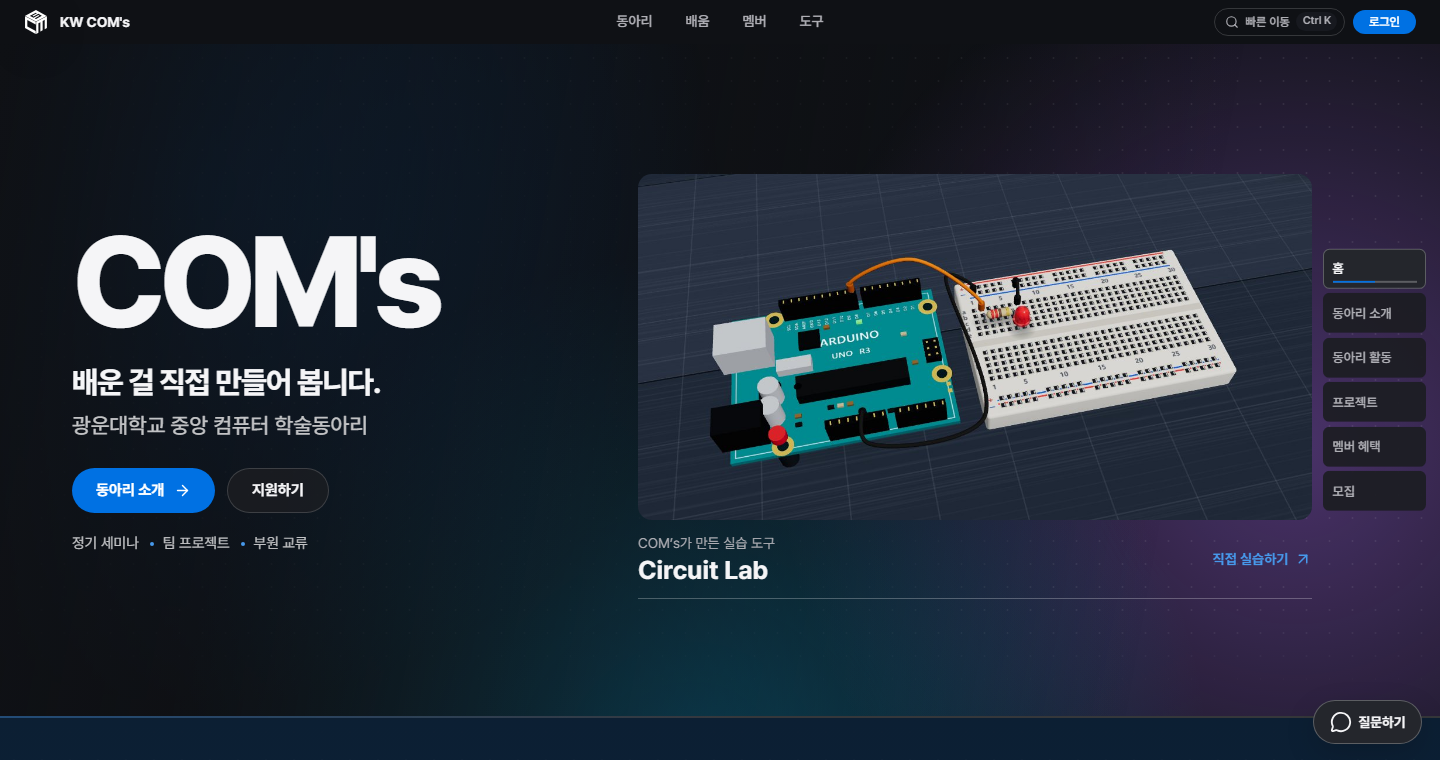 KW COM's
동아리
배움
멤버
도구
빠른 이동 Ctrl K
로그인
COM's
배운 걸 직접 만들어 봅니다.
광운대학교 중앙 컴퓨터 학술동아리
동아리 소개
지원하기
정기 세미나 • 팀 프로젝트 • 부원 교류
ARDUINO
UNO R3
COM's가 만든 실습 도구
Circuit Lab
직접 실습하기
홈
동아리 소개
동아리 활동
프로젝트
멤버 혜택
모집
질문하기